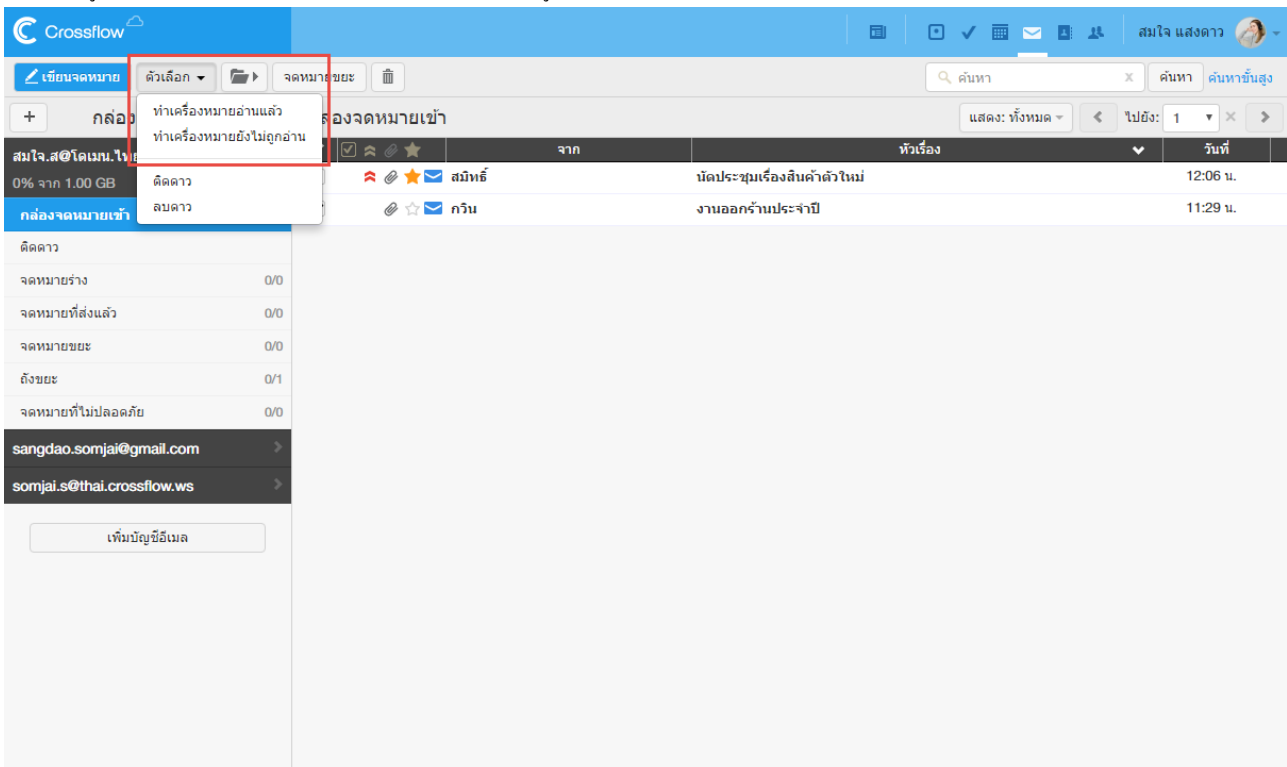 Crossflow
สมใจ แสงดาว
เขียนจดหมาย
ตัวเลือก
จดหมายขยะ
ค้นหา
x
ค้นหา
ค้นหาขั้นสูง
ทำเครื่องหมายอ่านแล้ว
ทำเครื่องหมายยังไม่ถูกอ่าน
ติดดาว
ลบดาว
+
แสดง: ทั้งหมด
ไปยัง: 1
สมใจ.ส@โดเมน.ไทย
0% จาก 1.00 GB
จาก
หัวเรื่อง
วันที่
สมิทธิ์
นัดประชุมเรื่องสินค้าตัวใหม่
12:06 น.
กวิน
งานออกร้านประจำปี
11:29 น.
กล่องจดหมายเข้า
ติดดาว
จดหมายร่าง 0/0
จดหมายที่ส่งแล้ว 0/0
จดหมายขยะ 0/0
ถังขยะ 0/1
จดหมายที่ไม่ปลอดภัย 0/0
sangdao.somjai@gmail.com
somjai.s@thai.crossflow.ws
เพิ่มบัญชีอีเมล